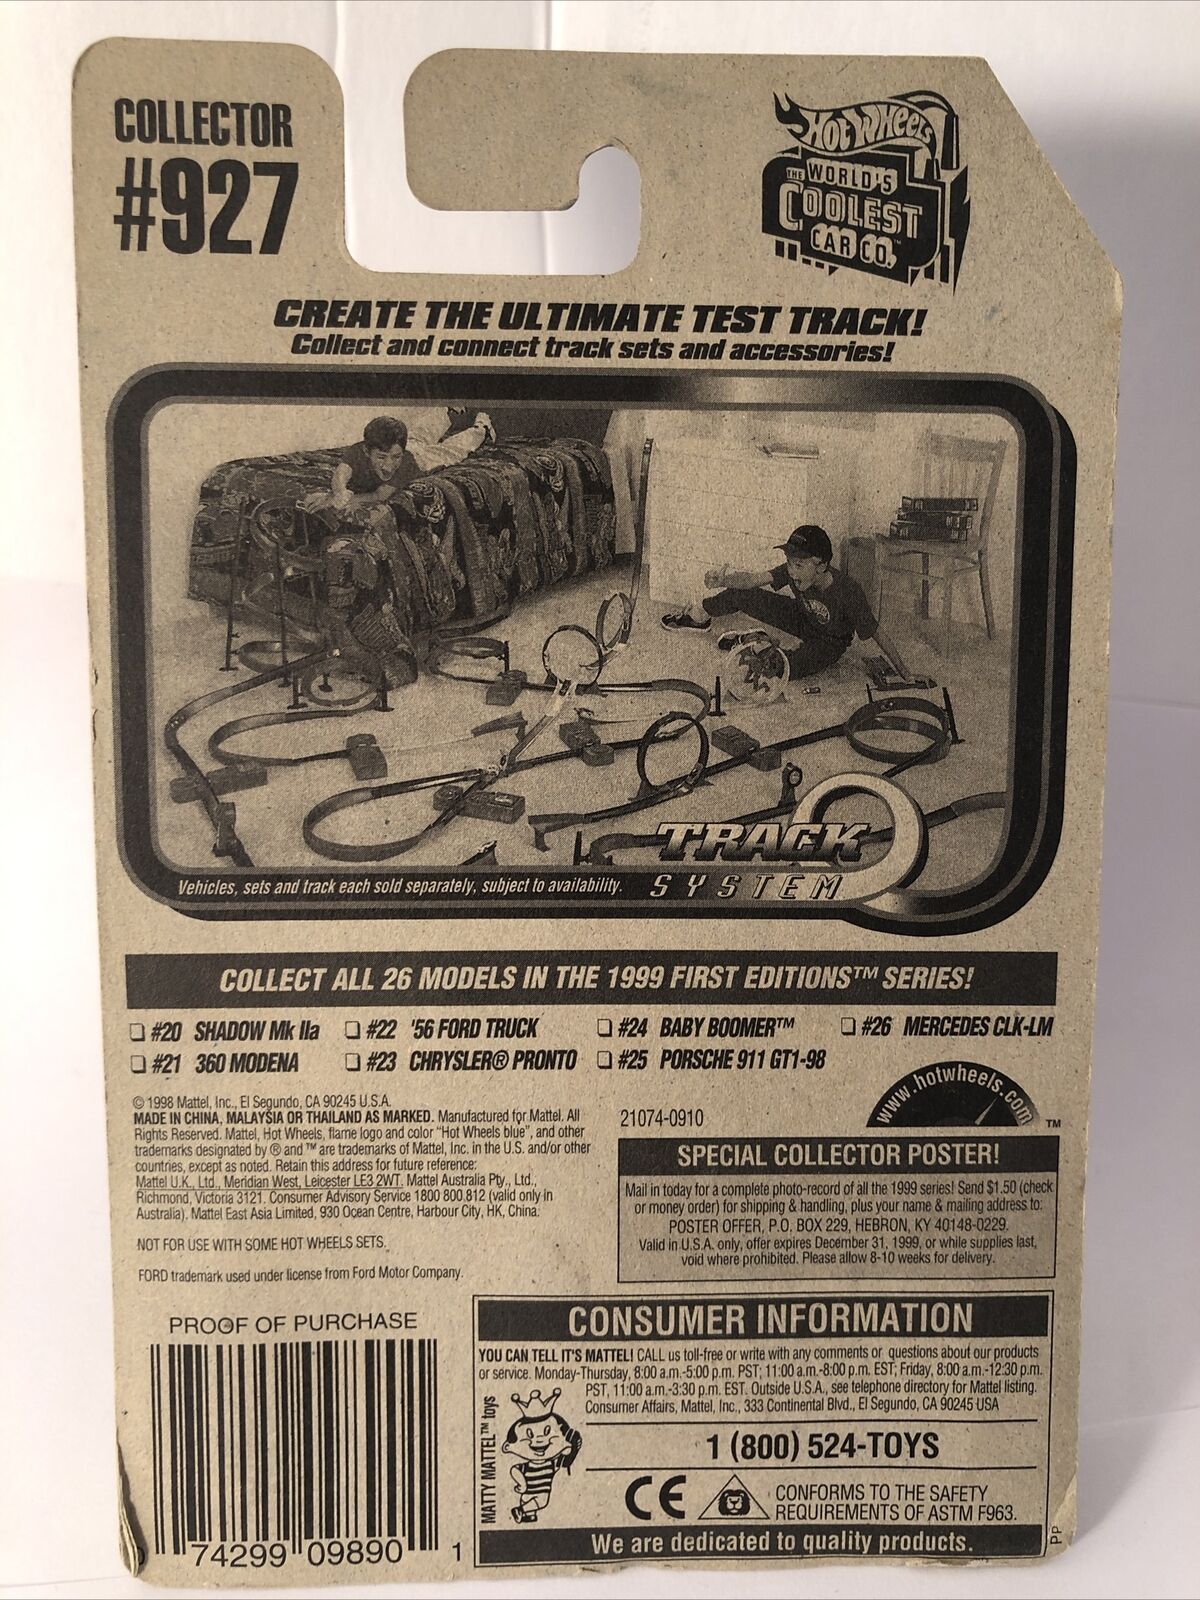 COLLECTOR
#927
HOT WHEELS
THE WORLD'S
COOLEST
CAR CO.™
CREATE THE ULTIMATE TEST TRACK!
Collect and connect track sets and accessories!
TRACK
SYSTEM
Vehicles, sets and track each sold separately, subject to availability.
COLLECT ALL 26 MODELS IN THE 1999 FIRST EDITIONS™ SERIES!
❏ #20 SHADOW Mk IIa ❏ #22 '56 FORD TRUCK ❏ #24 BABY BOOMER™ ❏ #26 MERCEDES CLK-LM
❏ #21 360 MODENA ❏ #23 CHRYSLER® PRONTO ❏ #25 PORSCHE 911 GT1-98
www.hotwheels.com ™
© 1998 Mattel, Inc., El Segundo, CA 90245 U.S.A.
MADE IN CHINA, MALAYSIA OR THAILAND AS MARKED. Manufactured for Mattel. All
Rights Reserved. Mattel, Hot Wheels, flame logo and color "Hot Wheels blue", and other
trademarks designated by ® and ™ are trademarks of Mattel, Inc. in the U.S. and/or other
countries, except as noted. Retain this address for future reference:
Mattel U.K., Ltd., Meridian West, Leicester LE3 2WT. Mattel Australia Pty., Ltd.,
Richmond, Victoria 3121. Consumer Advisory Service 1800 800.812 (valid only in
Australia). Mattel East Asia Limited, 930 Ocean Centre, Harbour City, HK, China.
NOT FOR USE WITH SOME HOT WHEELS SETS.
FORD trademark used under license from Ford Motor Company.
21074-0910
SPECIAL COLLECTOR POSTER!
Mail in today for a complete photo-record of all the 1999 series! Send $1.50 (check
or money order) for shipping & handling, plus your name & mailing address to:
POSTER OFFER, P.O. BOX 229, HEBRON, KY 40148-0229.
Valid in U.S.A. only, offer expires December 31, 1999, or while supplies last,
void where prohibited. Please allow 8-10 weeks for delivery.
PROOF OF PURCHASE
74299 09890 1
CONSUMER INFORMATION
YOU CAN TELL IT'S MATTEL! CALL us toll-free or write with any comments or questions about our products
or service. Monday-Thursday, 8:00 a.m.-5:00 p.m. PST; 11:00 a.m.-8:00 p.m. EST; Friday, 8:00 a.m.-12:30 p.m.
PST, 11:00 a.m.-3:30 p.m. EST. Outside U.S.A., see telephone directory for Mattel listing.
Consumer Affairs, Mattel, Inc., 333 Continental Blvd., El Segundo, CA 90245 USA
MATTY MATTEL™ toys
1 (800) 524-TOYS
CE
CONFORMS TO THE SAFETY
REQUIREMENTS OF ASTM F963.
We are dedicated to quality products.
PP